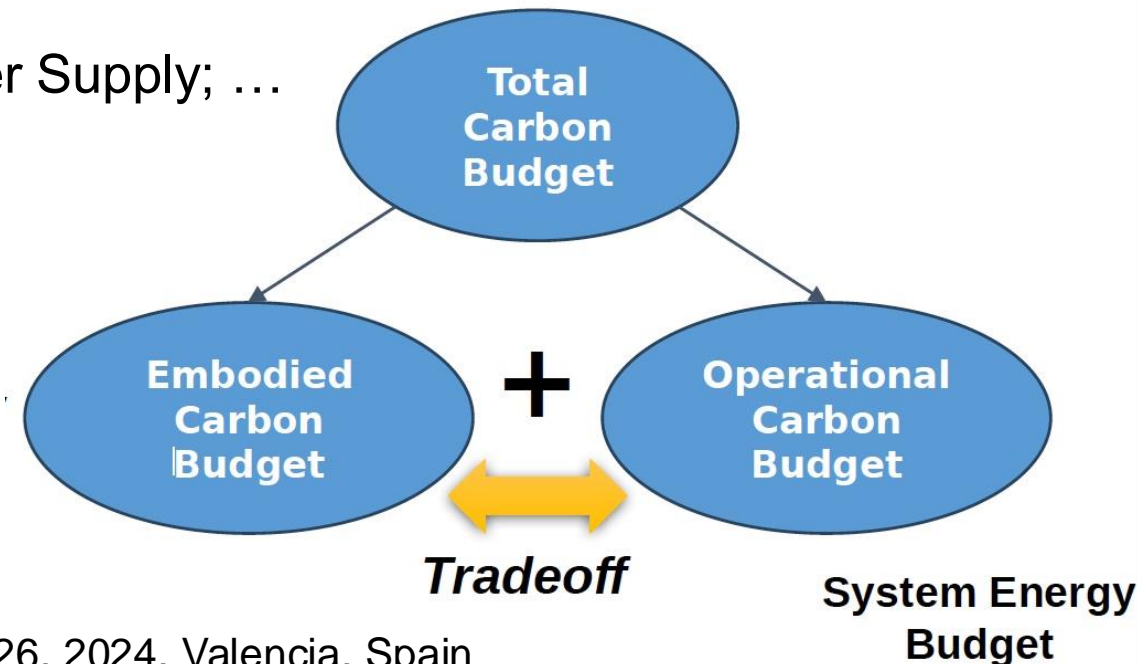 er Supply; …
Total
Carbon
Budget
Embodied
Carbon
Budget
+
Operational
Carbon
Budget
Tradeoff
System Energy
Budget
26, 2024, Valencia, Spain